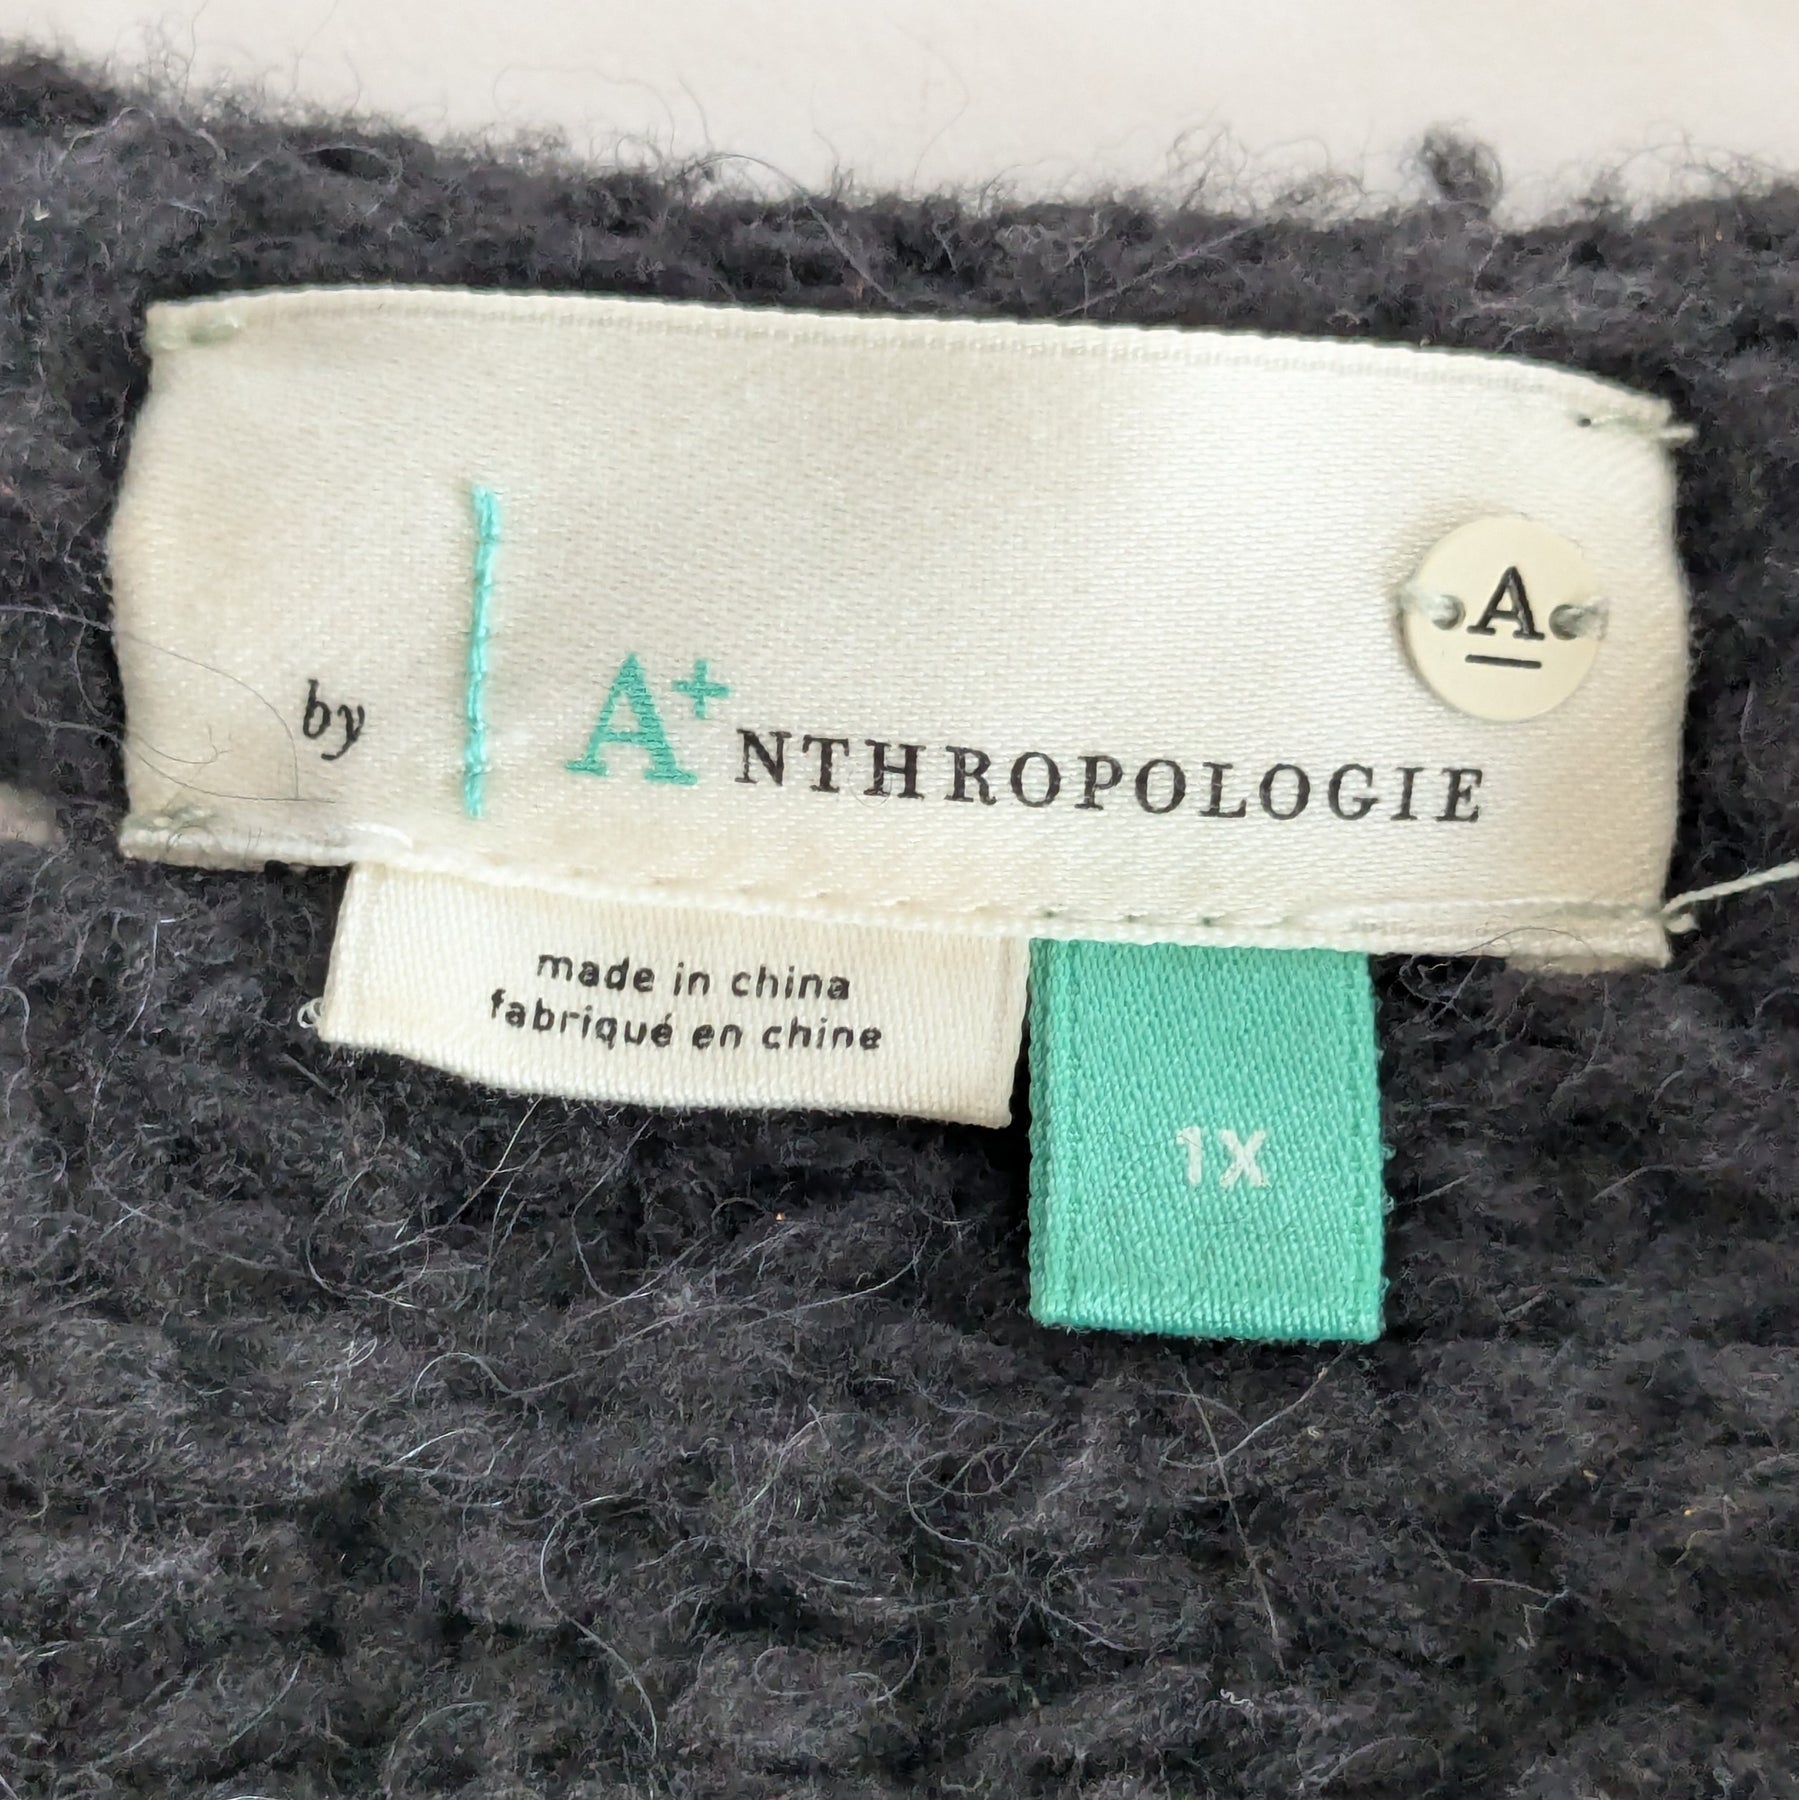 A
by A+NTHROPOLOGIE
made in china
fabriqué en chine
1X